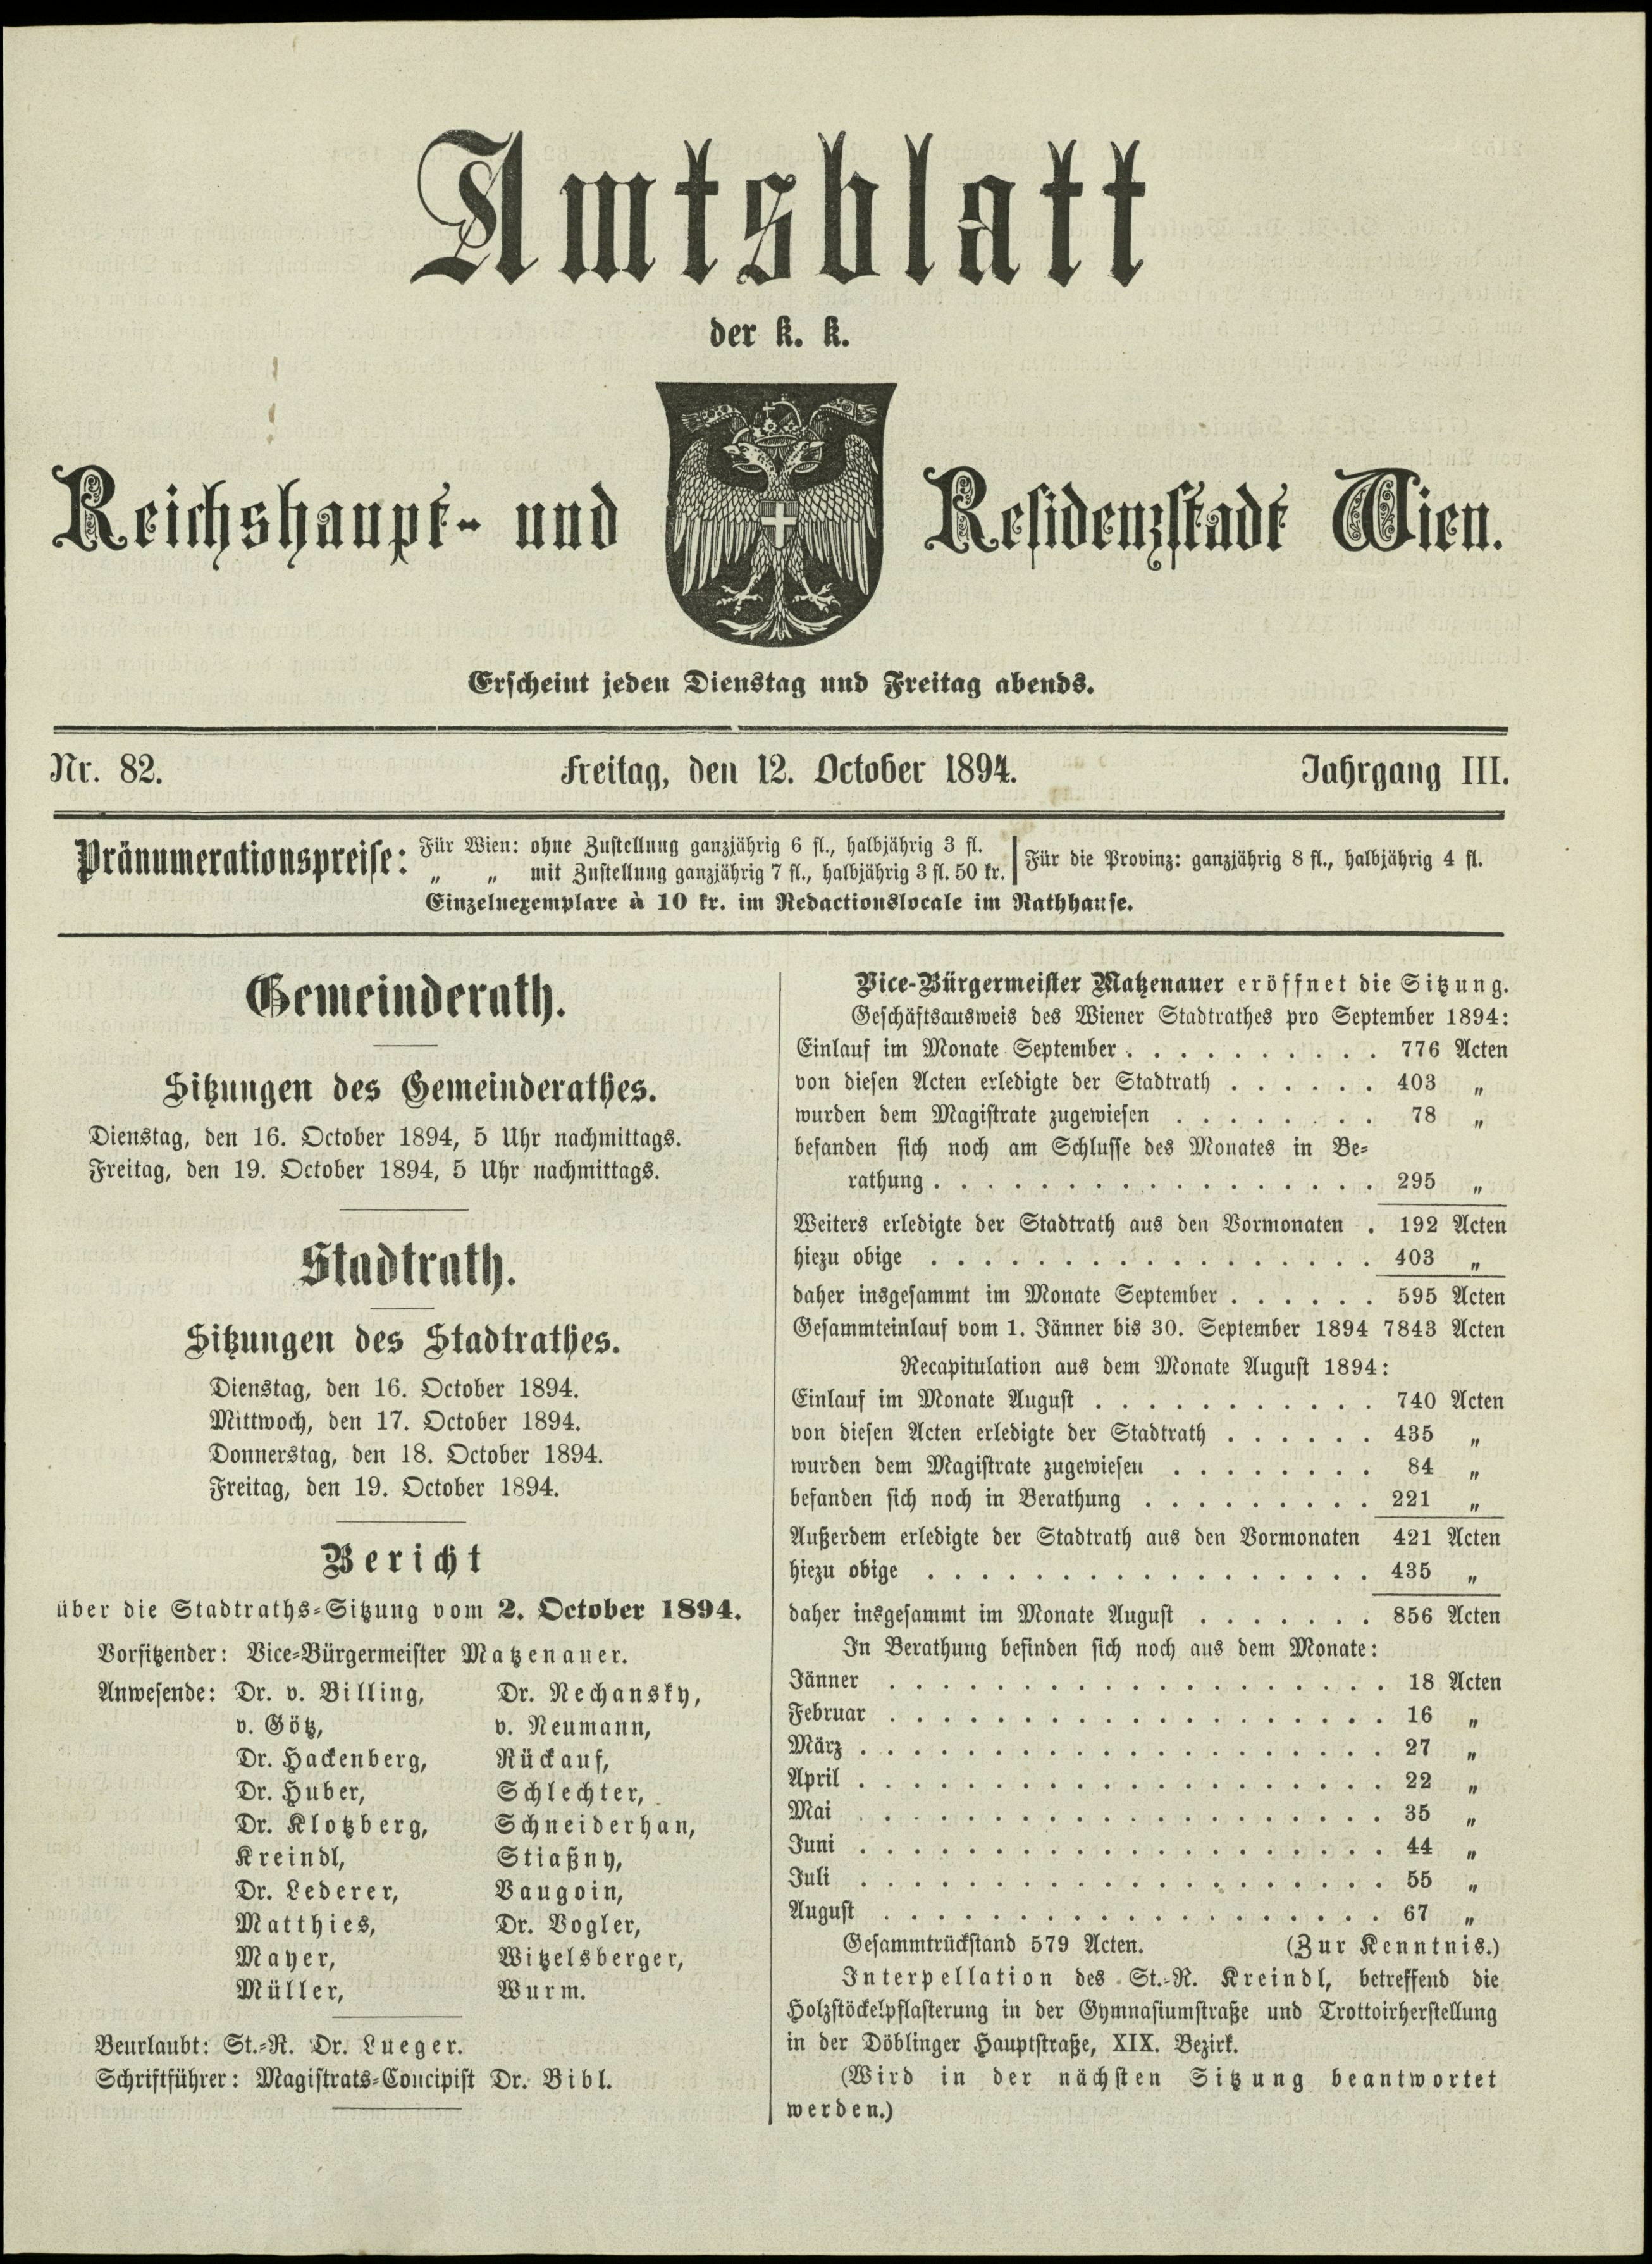 Amtsblatt
der k. k.
Reichshaupt- und Residenzstadt Wien.
Erscheint jeden Dienstag und Freitag abends.
Nr. 82. Freitag, den 12. October 1894. Jahrgang III.
Pränumerationspreise: Für Wien: ohne Zustellung ganzjährig 6 fl., halbjährig 3 fl.
„ „ mit Zustellung ganzjährig 7 fl., halbjährig 3 fl. 50 kr.
Für die Provinz: ganzjährig 8 fl., halbjährig 4 fl.
Einzelnexemplare à 10 kr. im Redactionslocale im Rathhause.
Gemeinderath.
Sitzungen des Gemeinderathes.
Dienstag, den 16. October 1894, 5 Uhr nachmittags.
Freitag, den 19. October 1894, 5 Uhr nachmittags.
Stadtrath.
Sitzungen des Stadtrathes.
Dienstag, den 16. October 1894.
Mittwoch, den 17. October 1894.
Donnerstag, den 18. October 1894.
Freitag, den 19. October 1894.
Bericht
über die Stadtraths-Sitzung vom 2. October 1894.
Vorsitzender: Vice-Bürgermeister Matzenauer.
Anwesende: Dr. v. Billing, Dr. Nechansky,
v. Götz, v. Neumann,
Dr. Hackenberg, Rückauf,
Dr. Huber, Schlechter,
Dr. Klotzberg, Schneiderhan,
Kreindl, Stiaßny,
Dr. Lederer, Vaugoin,
Matthies, Dr. Vogler,
Mayer, Witzelsberger,
Müller, Wurm.
Beurlaubt: St.-R. Dr. Lueger.
Schriftführer: Magistrats-Concipist Dr. Bibl.
Vice-Bürgermeister Matzenauer eröffnet die Sitzung.
Geschäftsausweis des Wiener Stadtrathes pro September 1894:
Einlauf im Monate September . . . . . . . . . . 776 Acten
von diesen Acten erledigte der Stadtrath . . . . . . 403 „
wurden dem Magistrate zugewiesen . . . . . . . . 78 „
befanden sich noch am Schlusse des Monates in Be-
rathung . . . . . . . . . . . . . . . . . 295 „
Weiters erledigte der Stadtrath aus den Vormonaten . 192 Acten
hiezu obige . . . . . . . . . . . . . . . . . 403 „
daher insgesammt im Monate September . . . . . . 595 Acten
Gesammteinlauf vom 1. Jänner bis 30. September 1894 7843 Acten
Recapitulation aus dem Monate August 1894:
Einlauf im Monate August . . . . . . . . . . . 740 Acten
von diesen Acten erledigte der Stadtrath . . . . . . 435 „
wurden dem Magistrate zugewiesen . . . . . . . . 84 „
befanden sich noch in Berathung . . . . . . . . . 221 „
Außerdem erledigte der Stadtrath aus den Vormonaten 421 Acten
hiezu obige . . . . . . . . . . . . . . . . . 435 „
daher insgesammt im Monate August . . . . . . . 856 Acten
In Berathung befinden sich noch aus dem Monate:
Jänner . . . . . . . . . . . . . . . . . . . 18 Acten
Februar . . . . . . . . . . . . . . . . . . . 16 „
März . . . . . . . . . . . . . . . . . . . . 27 „
April . . . . . . . . . . . . . . . . . . . . 22 „
Mai . . . . . . . . . . . . . . . . . . . . 35 „
Juni . . . . . . . . . . . . . . . . . . . . 44 „
Juli . . . . . . . . . . . . . . . . . . . . 55 „
August . . . . . . . . . . . . . . . . . . . 67 „
Gesammtrückstand 579 Acten. (Zur Kenntnis.)
Interpellation des St.-R. Kreindl, betreffend die
Holzstöckelpflasterung in der Gymnasiumstraße und Trottoirherstellung
in der Döblinger Hauptstraße, XIX. Bezirk.
(Wird in der nächsten Sitzung beantwortet
werden.)